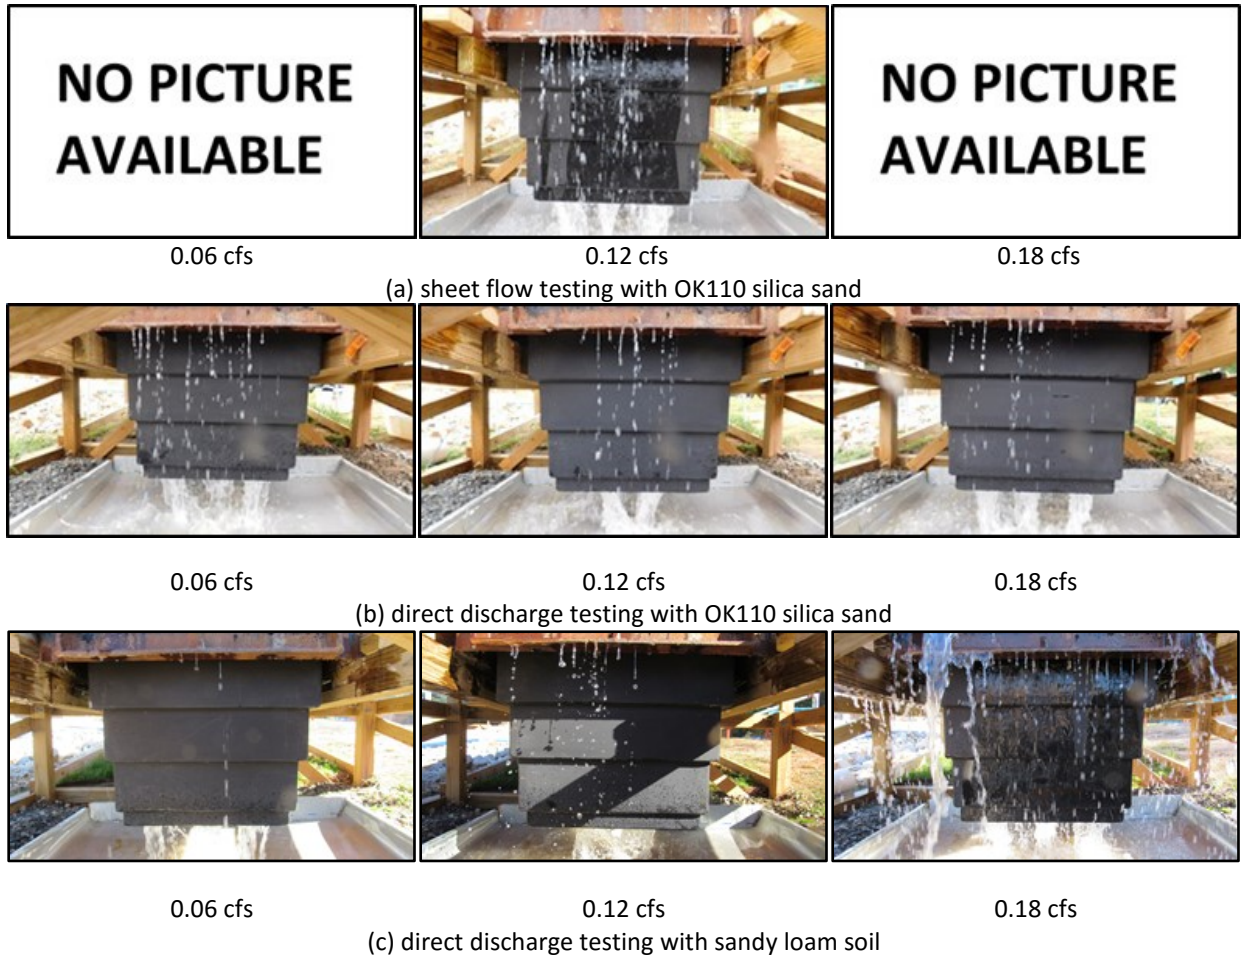 NO PICTURE
AVAILABLE
NO PICTURE
AVAILABLE
0.06 cfs
0.12 cfs
0.18 cfs
(a) sheet flow testing with OK110 silica sand
0.06 cfs
0.12 cfs
0.18 cfs
(b) direct discharge testing with OK110 silica sand
0.06 cfs
0.12 cfs
0.18 cfs
(c) direct discharge testing with sandy loam soil